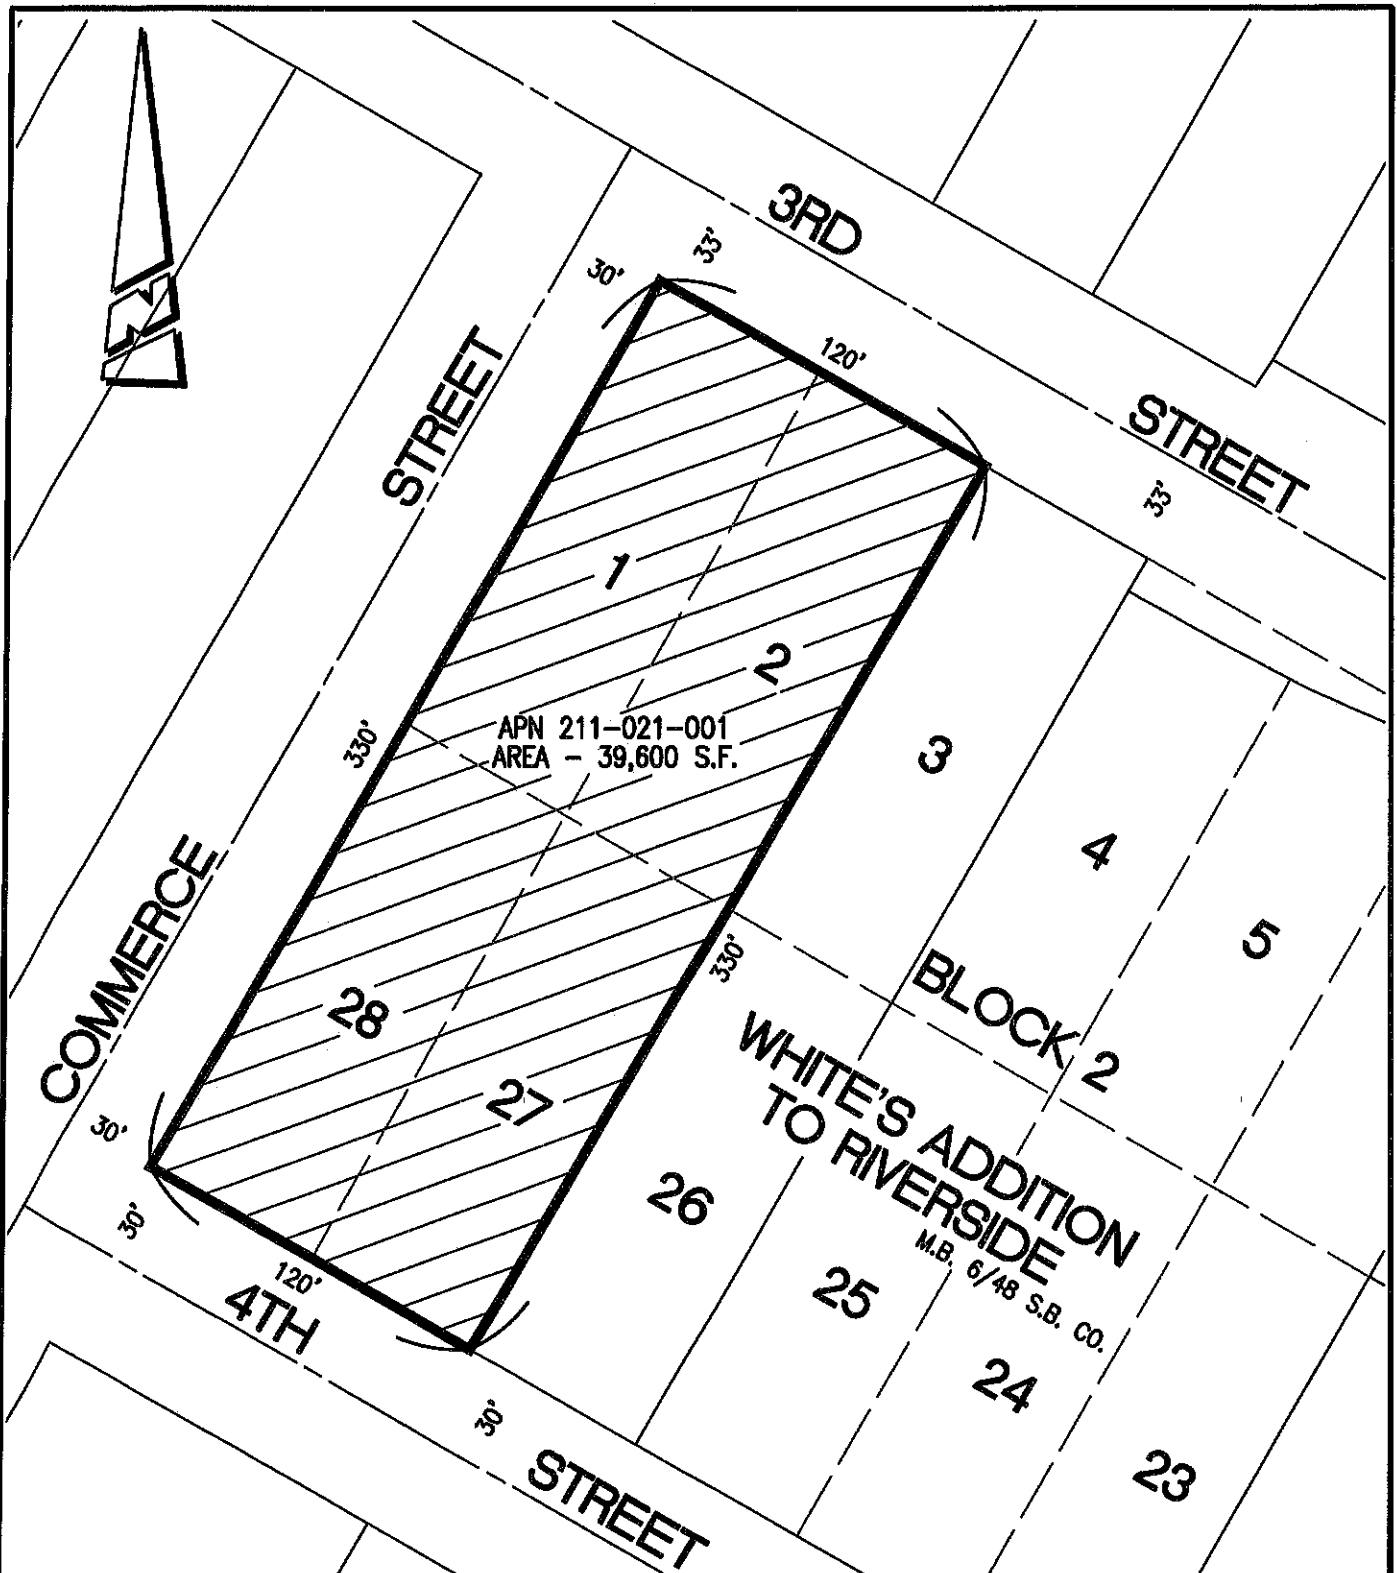 N
3RD
STREET
33'
30'
120'
33'
STREET
COMMERCE
1
2
APN 211-021-001
AREA - 39,600 S.F.
330'
330'
3
4
5
BLOCK 2
WHITE'S ADDITION
TO RIVERSIDE
M.B. 6/48 S.B. CO.
28
27
26
25
24
23
30'
30'
120'
30'
4TH
STREET